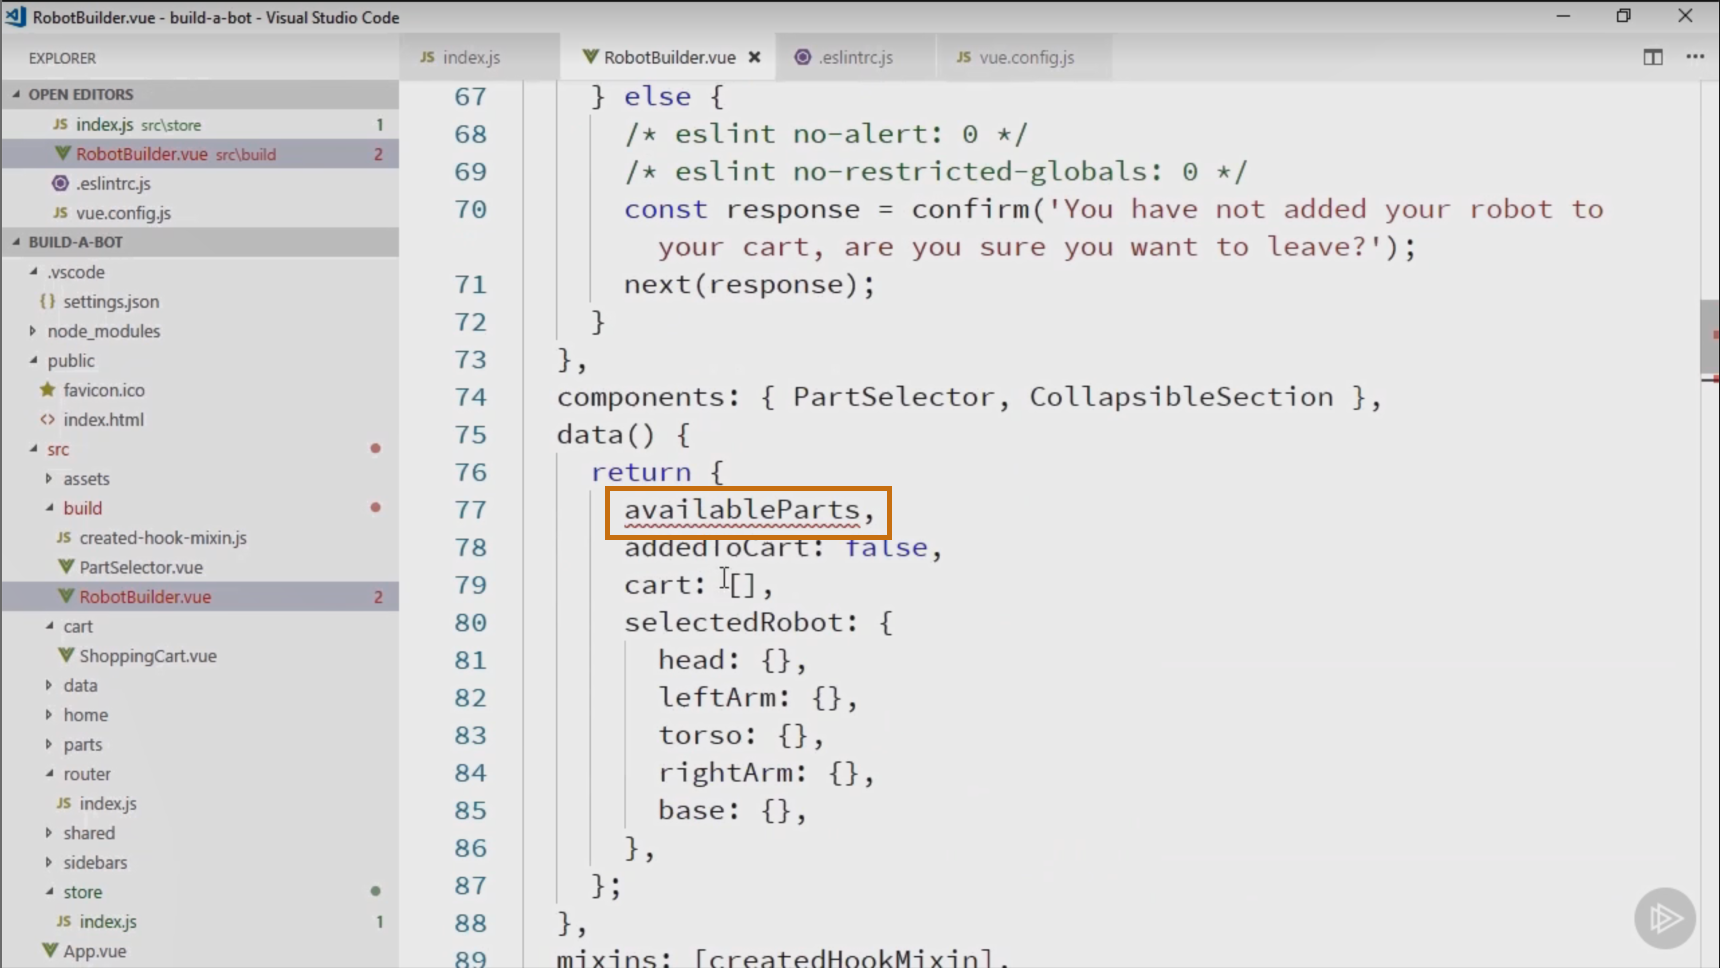 RobotBuilder.vue - build-a-bot - Visual Studio Code
EXPLORER
JS index.js
RobotBuilder.vue
.eslintrc.js
JS vue.config.js
OPEN EDITORS
JS index.js src\store 1
RobotBuilder.vue src\build 2
.eslintrc.js
JS vue.config.js
BUILD-A-BOT
.vscode
{} settings.json
node_modules
public
favicon.ico
<> index.html
src
assets
build
JS created-hook-mixin.js
PartSelector.vue
RobotBuilder.vue 2
cart
ShoppingCart.vue
data
home
parts
router
JS index.js
shared
sidebars
store
JS index.js 1
App.vue
67 } else {
68 /* eslint no-alert: 0 */
69 /* eslint no-restricted-globals: 0 */
70 const response = confirm('You have not added your robot to
your cart, are you sure you want to leave?');
71 next(response);
72 }
73 },
74 components: { PartSelector, CollapsibleSection },
75 data() {
76 return {
77 availableParts,
78 addedToCart: false,
79 cart: [],
80 selectedRobot: {
81 head: {},
82 leftArm: {},
83 torso: {},
84 rightArm: {},
85 base: {},
86 },
87 };
88 },
89 mixins: [createdHookMixin],